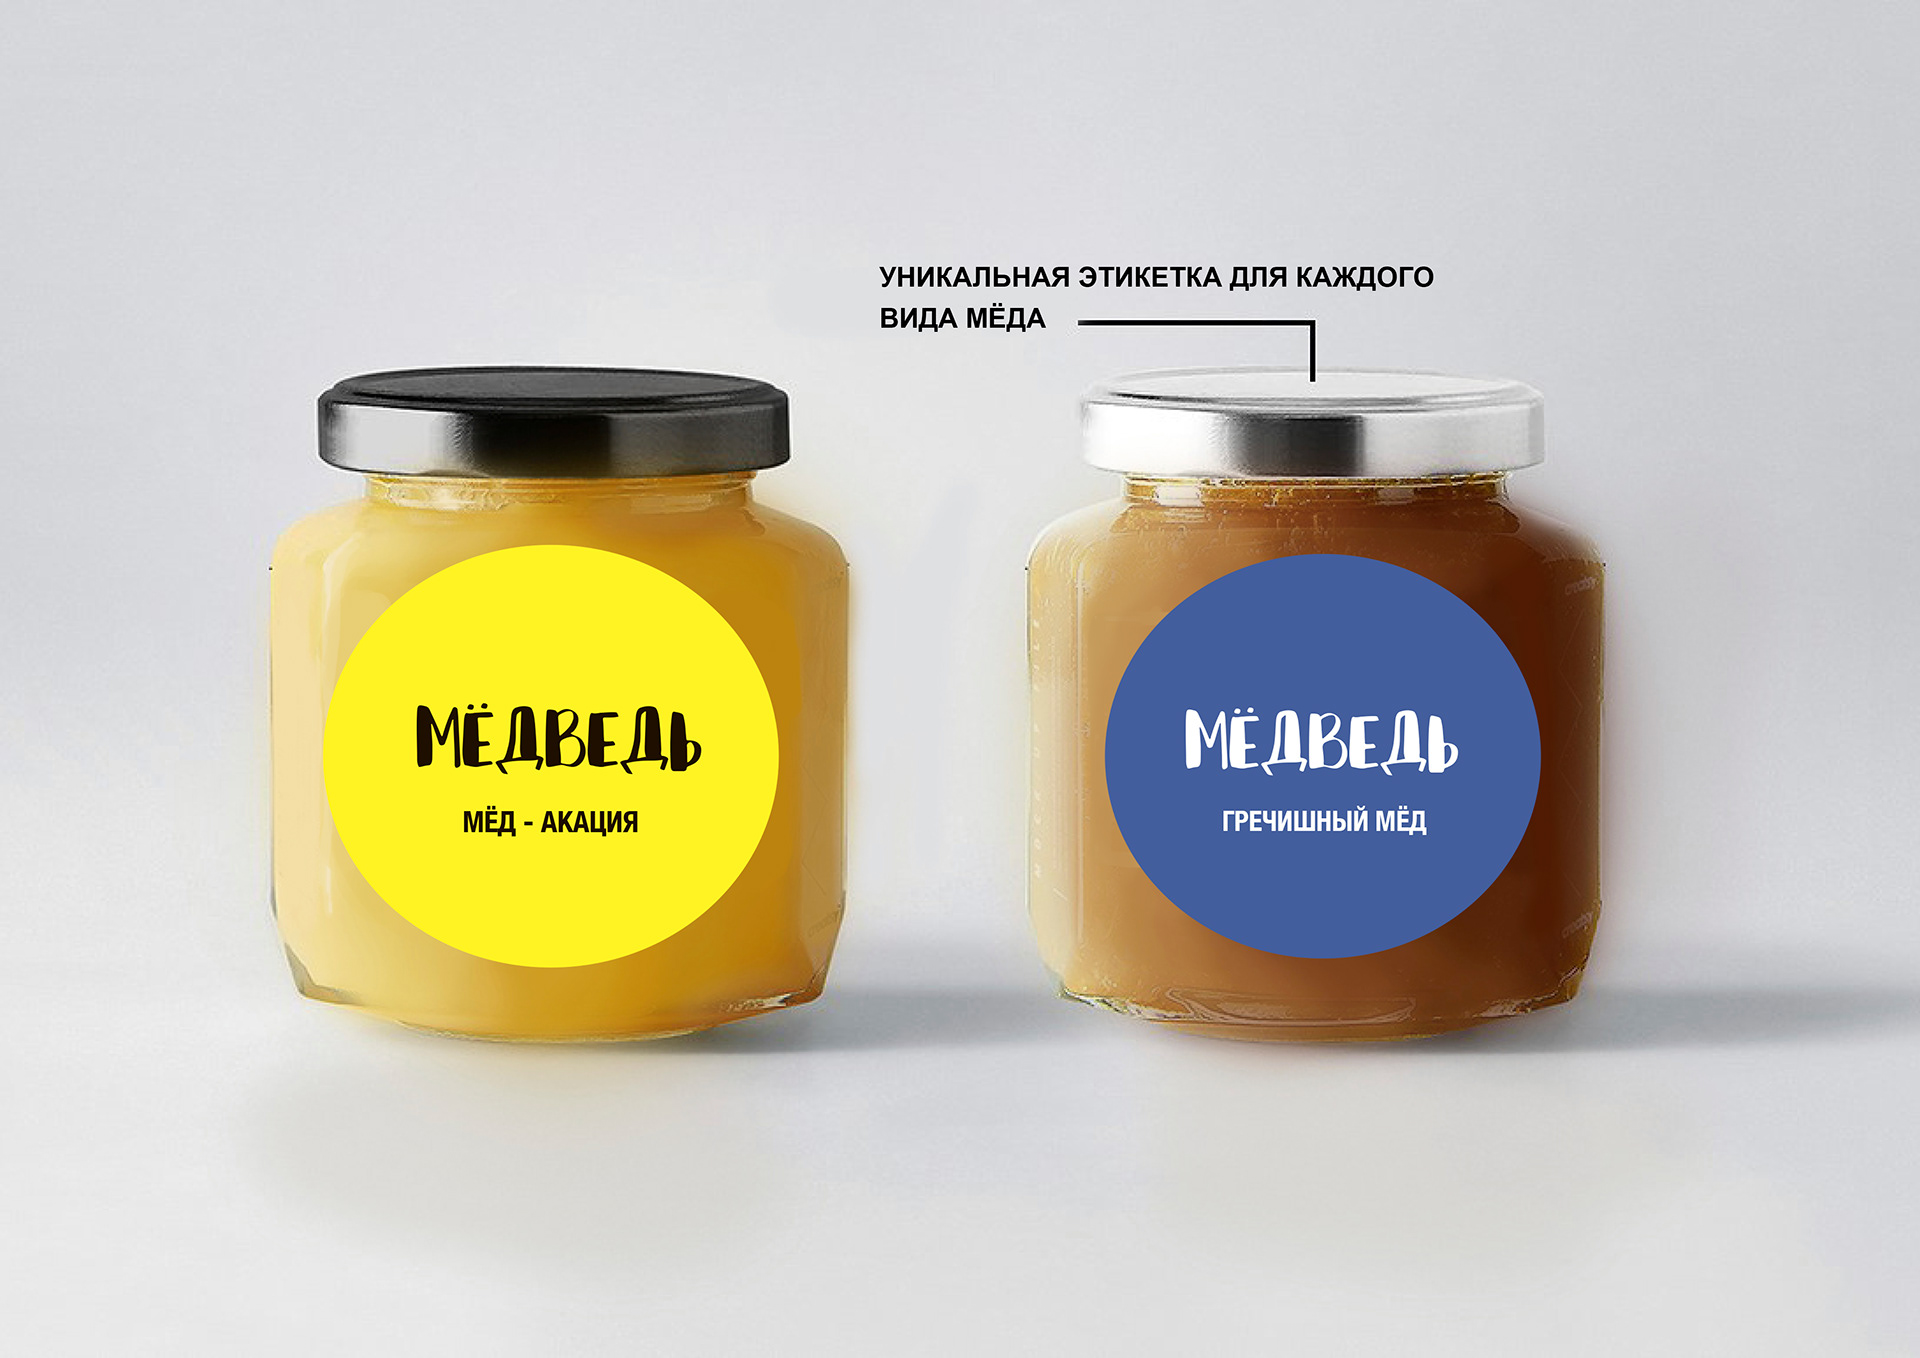 УНИКАЛЬНАЯ ЭТИКЕТКА ДЛЯ КАЖДОГО
ВИДА МЁДА
МЁДВЕДЬ
МЁД - АКАЦИЯ
МЁДВЕДЬ
ГРЕЧИШНЫЙ МЁД